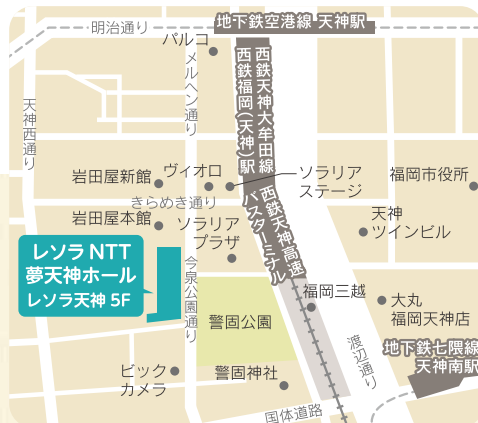 地下鉄空港線 天神駅
明治通り
パルコ
メルヘン通り
天神西通り
西鉄天神大牟田線
西鉄福岡(天神)駅
岩田屋新館
ヴィオロ
ソラリア
ステージ
福岡市役所
きらめき通り
岩田屋本館
ソラリア
プラザ
西鉄天神高速
バスターミナル
天神
ツインビル
レソラ NTT
夢天神ホール
レソラ天神 5F
今泉公園通り
福岡三越
大丸
福岡天神店
警固公園
渡辺通り
地下鉄七隈線
天神南駅
ビック
カメラ
警固神社
国体道路